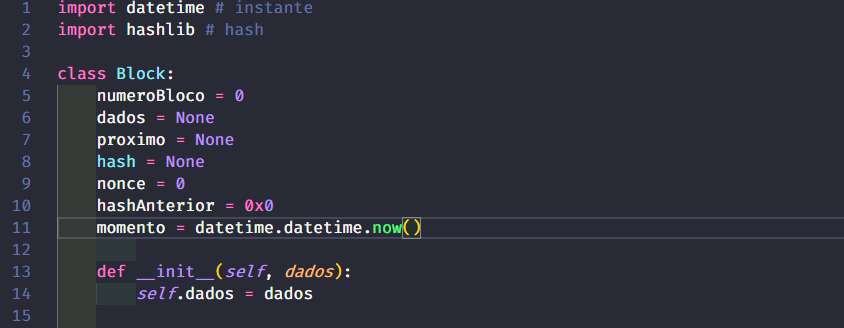 1 import datetime # instante
2 import hashlib # hash
3
4 class Block:
5     numeroBloco = 0
6     dados = None
7     proximo = None
8     hash = None
9     nonce = 0
10     hashAnterior = 0x0
11     momento = datetime.datetime.now()
12
13     def __init__(self, dados):
14         self.dados = dados
15